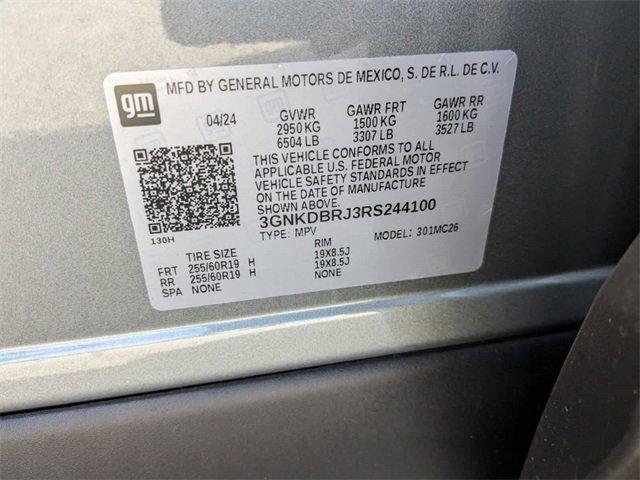 gm
MFD BY GENERAL MOTORS DE MEXICO, S. DE R.L. DE C.V.
04/24 GVWR GAWR FRT GAWR RR
2950 KG 1500 KG 1600 KG
6504 LB 3307 LB 3527 LB
THIS VEHICLE CONFORMS TO ALL
APPLICABLE U.S. FEDERAL MOTOR
VEHICLE SAFETY STANDARDS IN EFFECT
ON THE DATE OF MANUFACTURE
SHOWN ABOVE.
3GNKDBRJ3RS244100
130H TYPE: MPV MODEL: 301MC26
TIRE SIZE RIM
FRT 255/60R19 H 19X8.5J
RR 255/60R19 H 19X8.5J
SPA NONE NONE